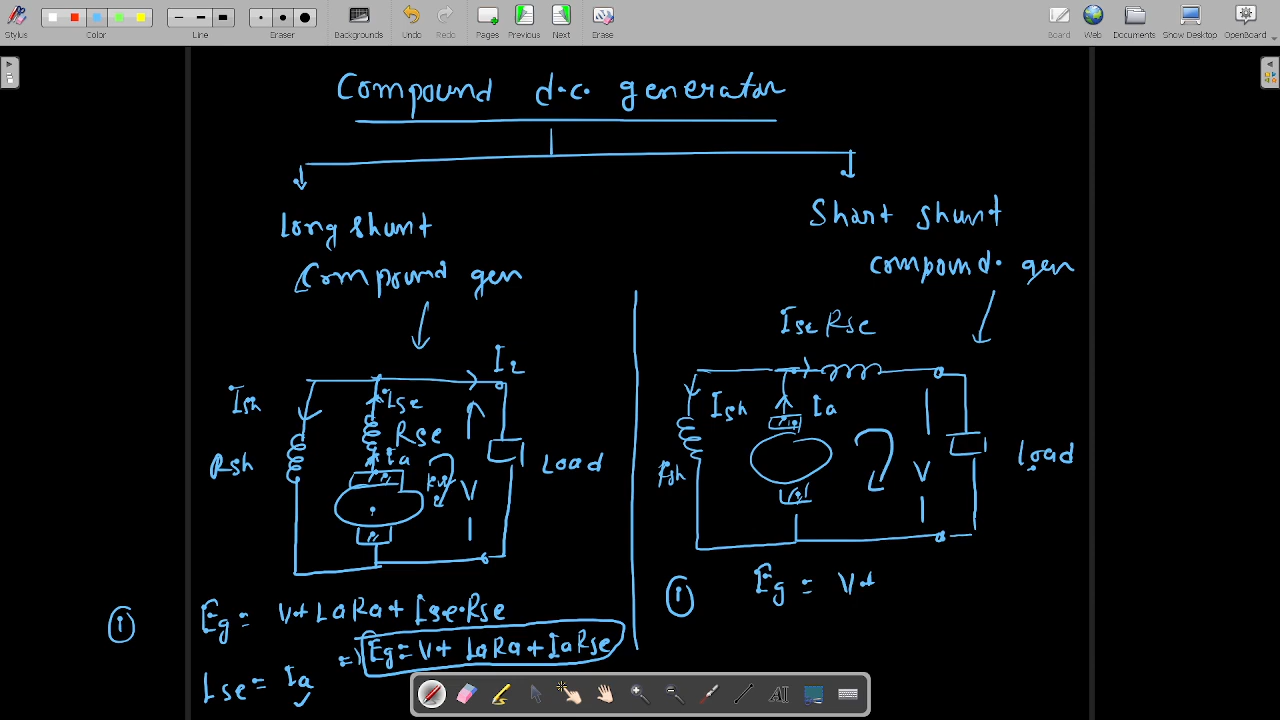 Stylus Color Line Eraser Backgrounds Undo Redo Pages Previous Next Erase Board Web Documents Show Desktop OpenBoard
Compound d.c. generator
Long shunt
Compound gen
Short shunt
compound. gen
Ish
Rsh
Ise
Rse
Ia
IL
V
Load
Ise Rse
Ish
Rsh
Ia
V
Load
① Eg = V+ IaRa + Ise.Rse
=> Eg = V+ IaRa + IaRse
Ise = Ia
① Eg = V+